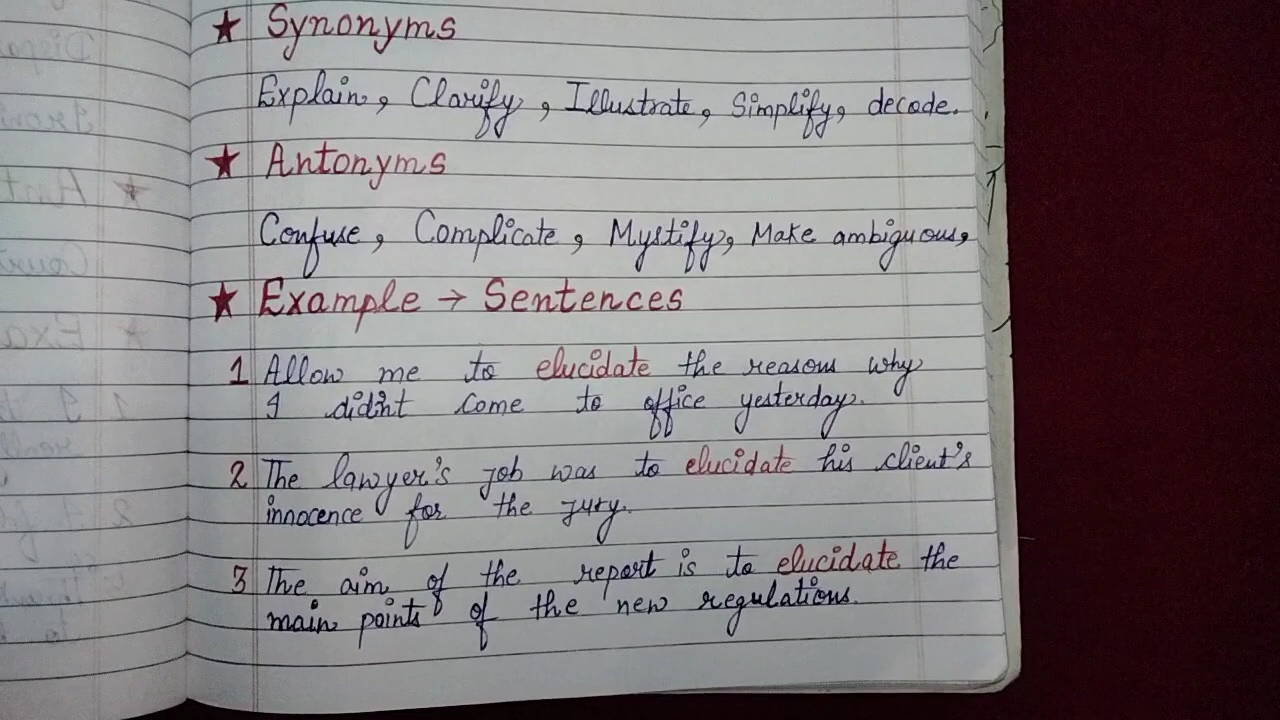 ★ Synonyms
Explain, Clarify, Illustrate, Simplify, decode.
★ Antonyms
Confuse, Complicate, Mystify, Make ambiguous,
★ Example → Sentences
1 Allow me to elucidate the reasons why
I didn't come to office yesterday.
2 The lawyer's job was to elucidate his client's
innocence for the jury.
3 The aim of the report is to elucidate the
main points of the new regulations.